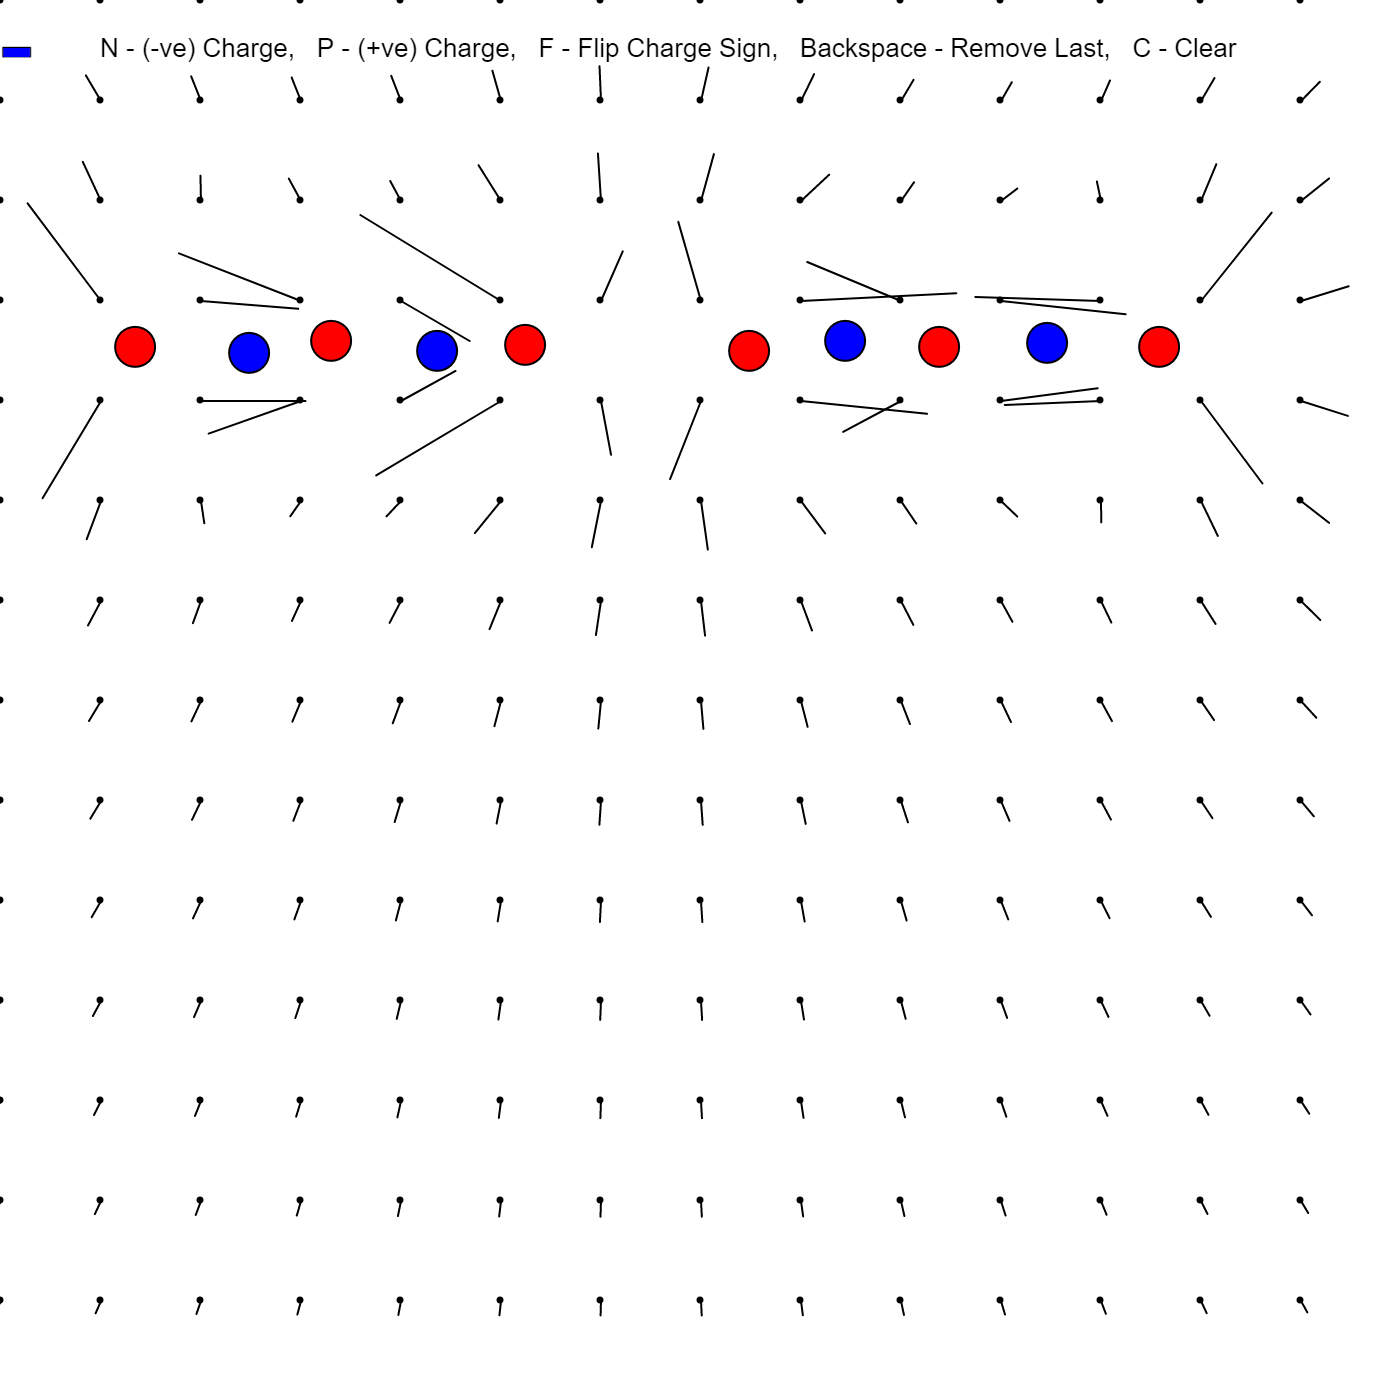 N - (-ve) Charge,   P - (+ve) Charge,   F - Flip Charge Sign,   Backspace - Remove Last,   C - Clear